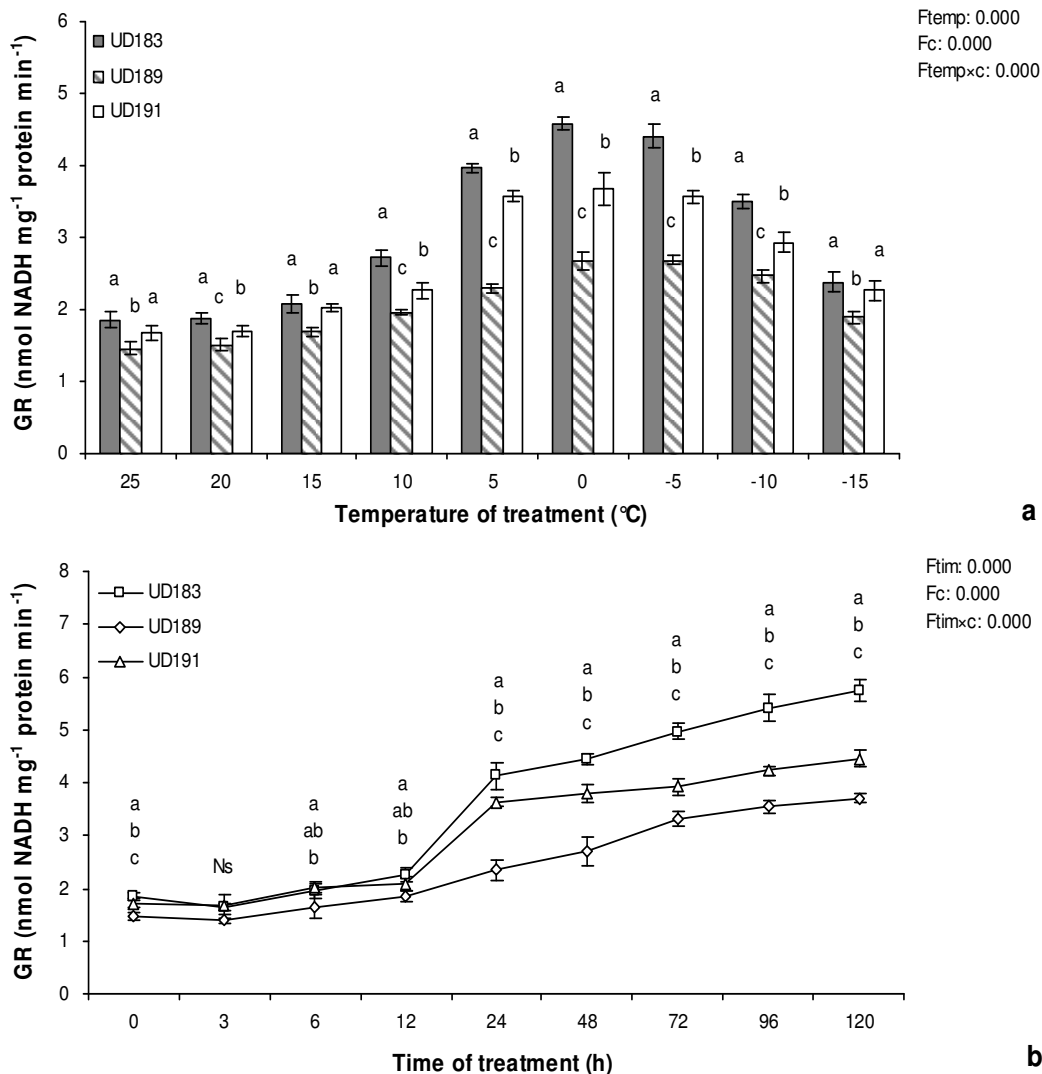 GR (nmol NADH mg-1 protein min-1)
6
5
4
3
2
1
0
UD183
UD189
UD191
Ftemp: 0.000
Fc: 0.000
Ftemp×c: 0.000
a b a
a c b
a b a
a c b
a c b
a c b
a c b
a c b
a b a
25 20 15 10 5 0 -5 -10 -15
Temperature of treatment (°C)
a
GR (nmol NADH mg-1 protein min-1)
8
7
6
5
4
3
2
1
0
UD183
UD189
UD191
Ftim: 0.000
Fc: 0.000
Ftim×c: 0.000
a
b
c
Ns
a
ab
b
a
ab
b
a
b
c
a
b
c
a
b
c
a
b
c
a
b
c
0 3 6 12 24 48 72 96 120
Time of treatment (h)
b